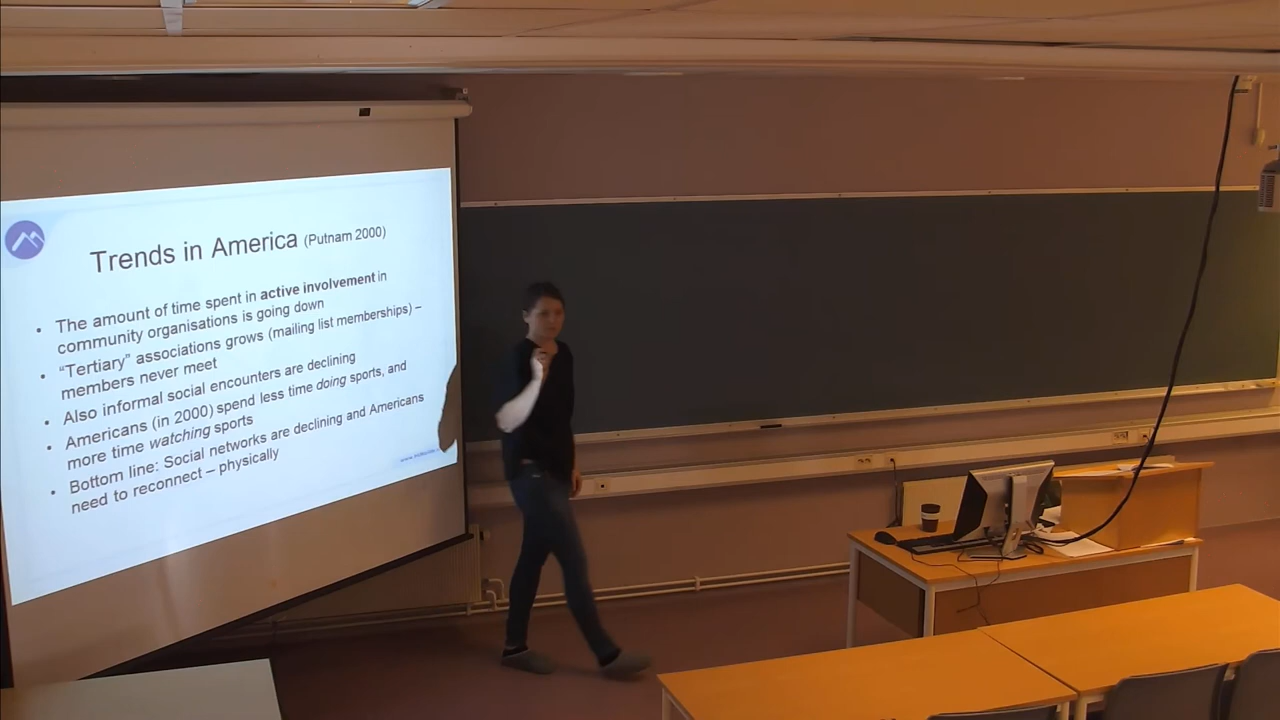 Trends in America (Putnam 2000)
• The amount of time spent in active involvement in
community organisations is going down
• “Tertiary” associations grows (mailing list memberships) –
members never meet
• Also informal social encounters are declining
• Americans (in 2000) spend less time doing sports, and
more time watching sports
• Bottom line: Social networks are declining and Americans
need to reconnect – physically